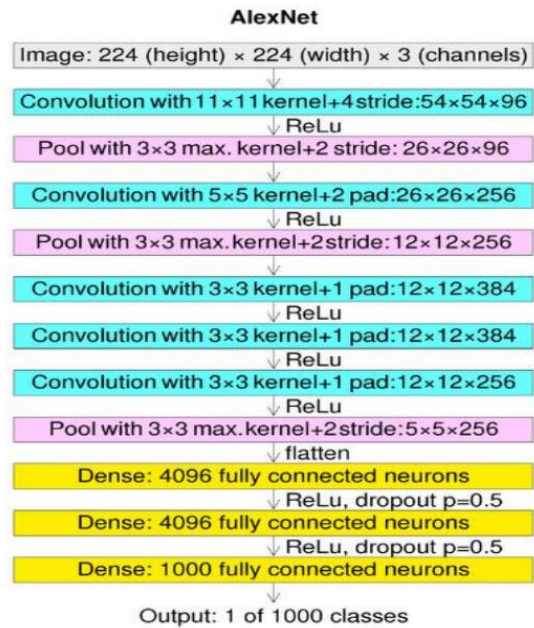 AlexNet
Image: 224 (height) × 224 (width) × 3 (channels)
Convolution with 11×11 kernel+4 stride:54×54×96
ReLu
Pool with 3×3 max. kernel+2 stride: 26×26×96
Convolution with 5×5 kernel+2 pad:26×26×256
ReLu
Pool with 3×3 max.kernel+2stride:12×12×256
Convolution with 3×3 kernel+1 pad:12×12×384
ReLu
Convolution with 3×3 kernel+1 pad:12×12×384
ReLu
Convolution with 3×3 kernel+1 pad:12×12×256
ReLu
Pool with 3×3 max.kernel+2stride:5×5×256
flatten
Dense: 4096 fully connected neurons
ReLu, dropout p=0.5
Dense: 4096 fully connected neurons
ReLu, dropout p=0.5
Dense: 1000 fully connected neurons
Output: 1 of 1000 classes